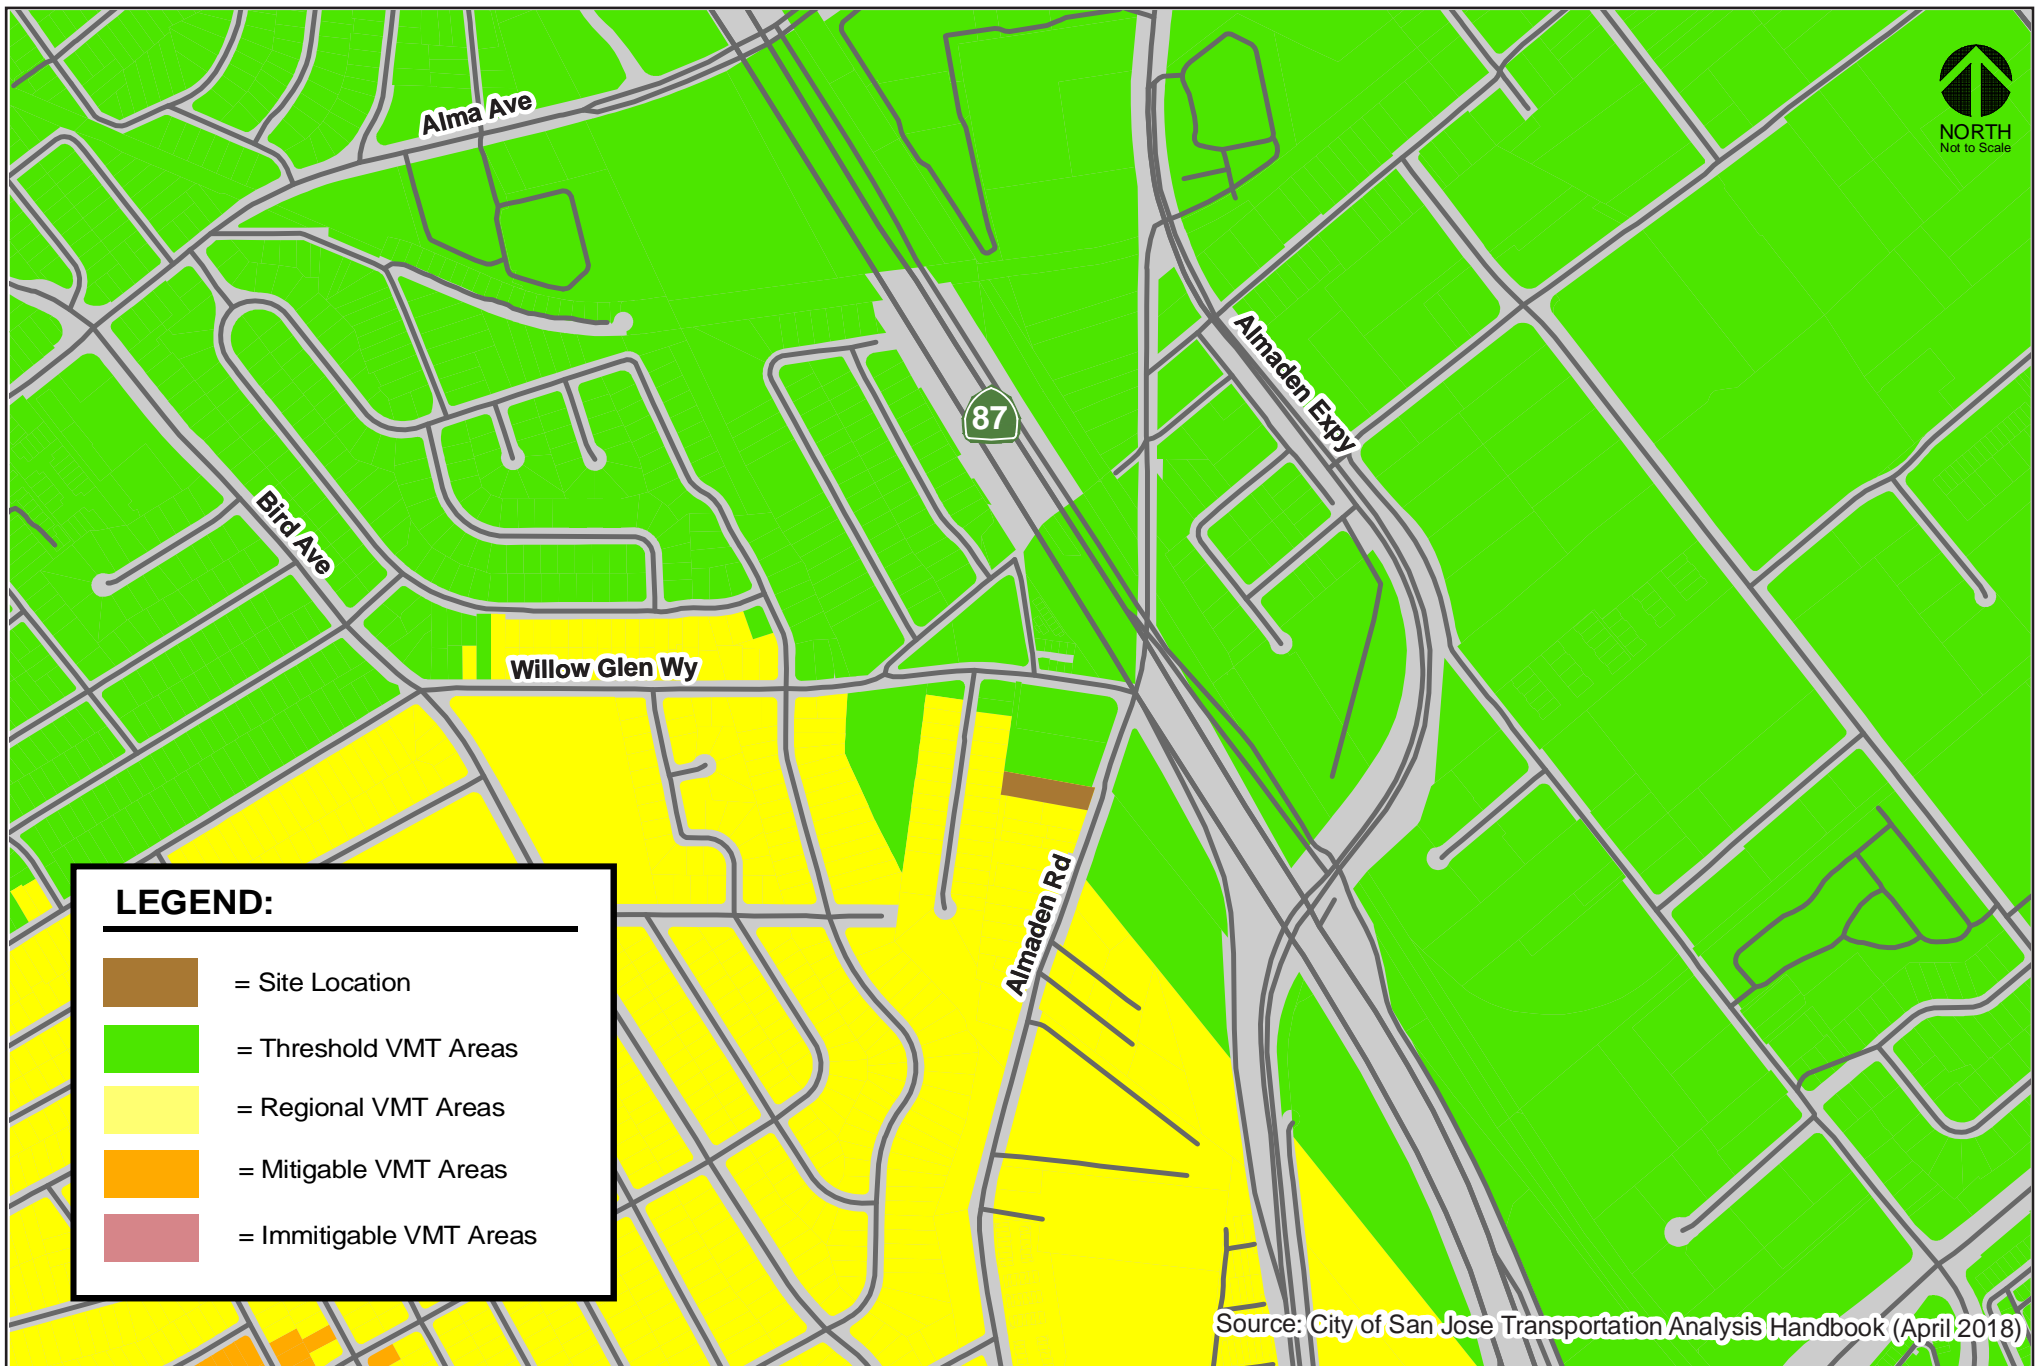 Alma Ave
NORTH
Not to Scale
Almaden Expy
87
Bird Ave
Willow Glen Wy
Almaden Rd
LEGEND:
= Site Location
= Threshold VMT Areas
= Regional VMT Areas
= Mitigable VMT Areas
= Immitigable VMT Areas
Source: City of San Jose Transportation Analysis Handbook (April 2018)